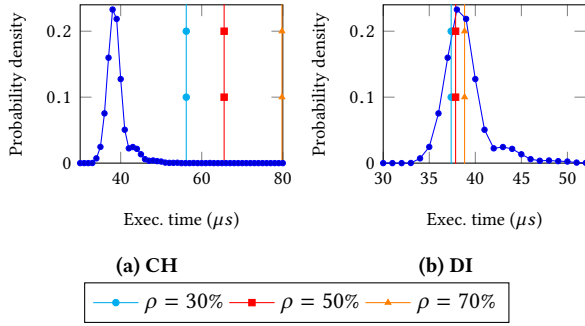 0.2
0.1
0
Probability density
40
60
80
Exec. time (μs)
(a) CH
0.2
0.1
0
Probability density
30
35
40
45
50
Exec. time (μs)
(b) DI
ρ = 30%
ρ = 50%
ρ = 70%